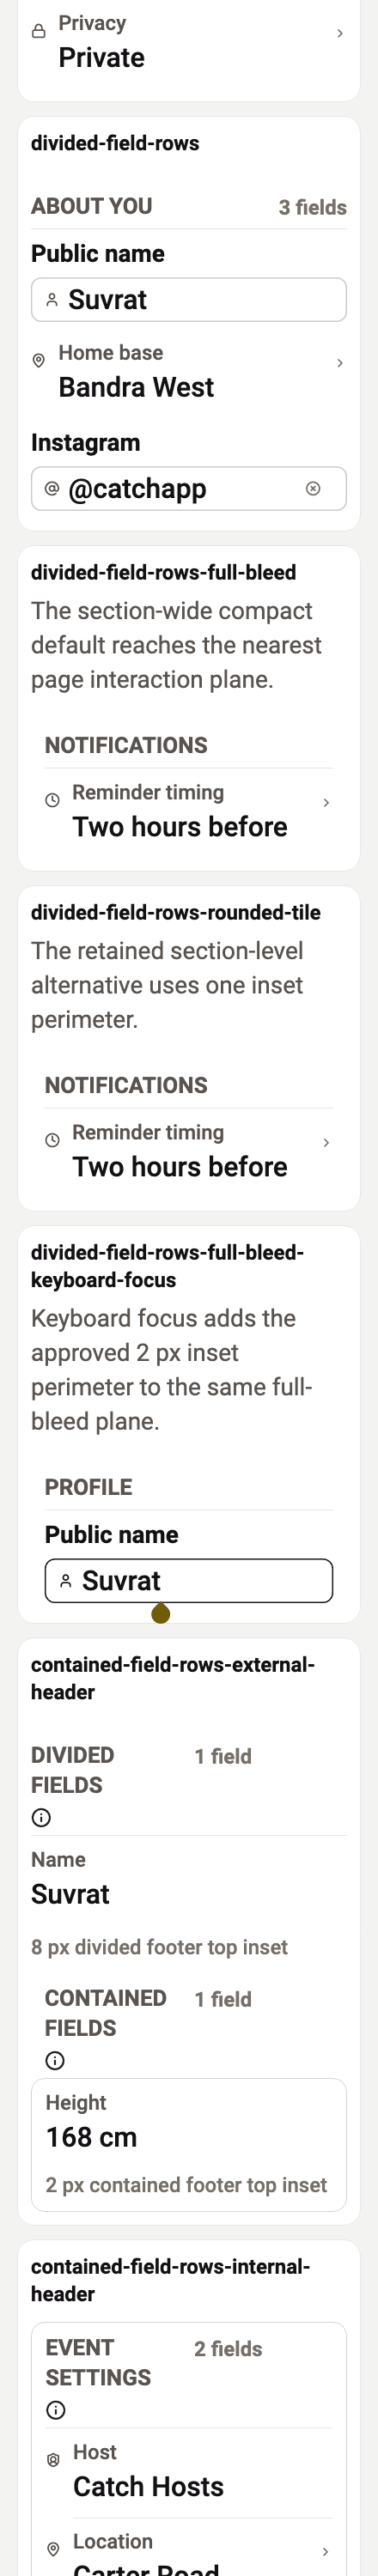 Privacy
Private
divided-field-rows
ABOUT YOU 3 fields
Public name
Suvrat
Home base
Bandra West
Instagram
@catchapp
divided-field-rows-full-bleed
The section-wide compact
default reaches the nearest
page interaction plane.
NOTIFICATIONS
Reminder timing
Two hours before
divided-field-rows-rounded-tile
The retained section-level
alternative uses one inset
perimeter.
NOTIFICATIONS
Reminder timing
Two hours before
divided-field-rows-full-bleed-
keyboard-focus
Keyboard focus adds the
approved 2 px inset
perimeter to the same full-
bleed plane.
PROFILE
Public name
Suvrat
contained-field-rows-external-
header
DIVIDED 1 field
FIELDS
Name
Suvrat
8 px divided footer top inset
CONTAINED 1 field
FIELDS
Height
168 cm
2 px contained footer top inset
contained-field-rows-internal-
header
EVENT 2 fields
SETTINGS
Host
Catch Hosts
Location
Carter Road